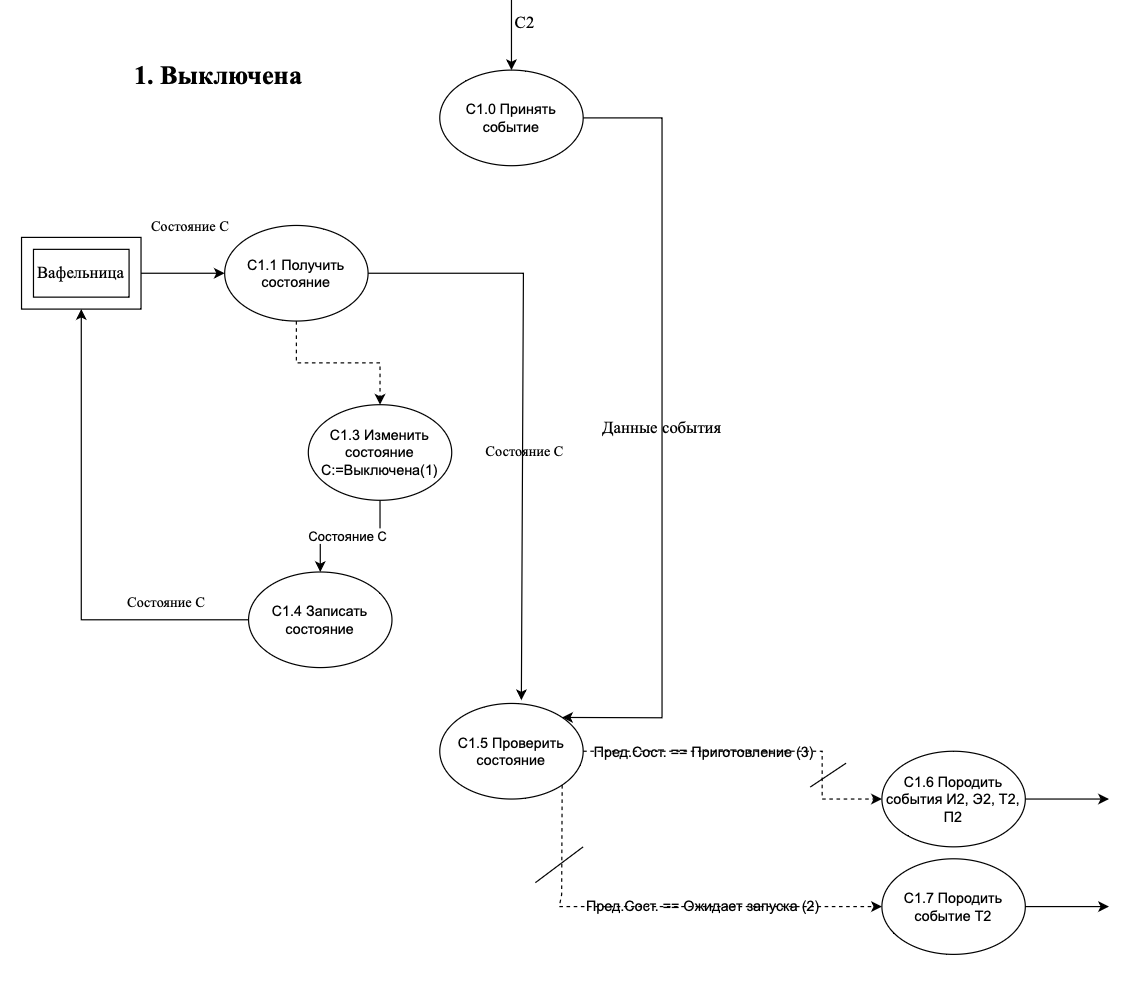 C2
1. Выключена
C1.0 Принять
событие
Состояние C
Вафельница
C1.1 Получить
состояние
C1.3 Изменить
состояние
C:=Выключена(1)
Состояние C
Данные события
Состояние C
Состояние C
C1.4 Записать
состояние
C1.5 Проверить
состояние
Пред.Сост. == Приготовление (3)
C1.6 Породить
события И2, Э2, Т2,
П2
Пред.Сост. == Ожидает запуска (2)
C1.7 Породить
событие Т2